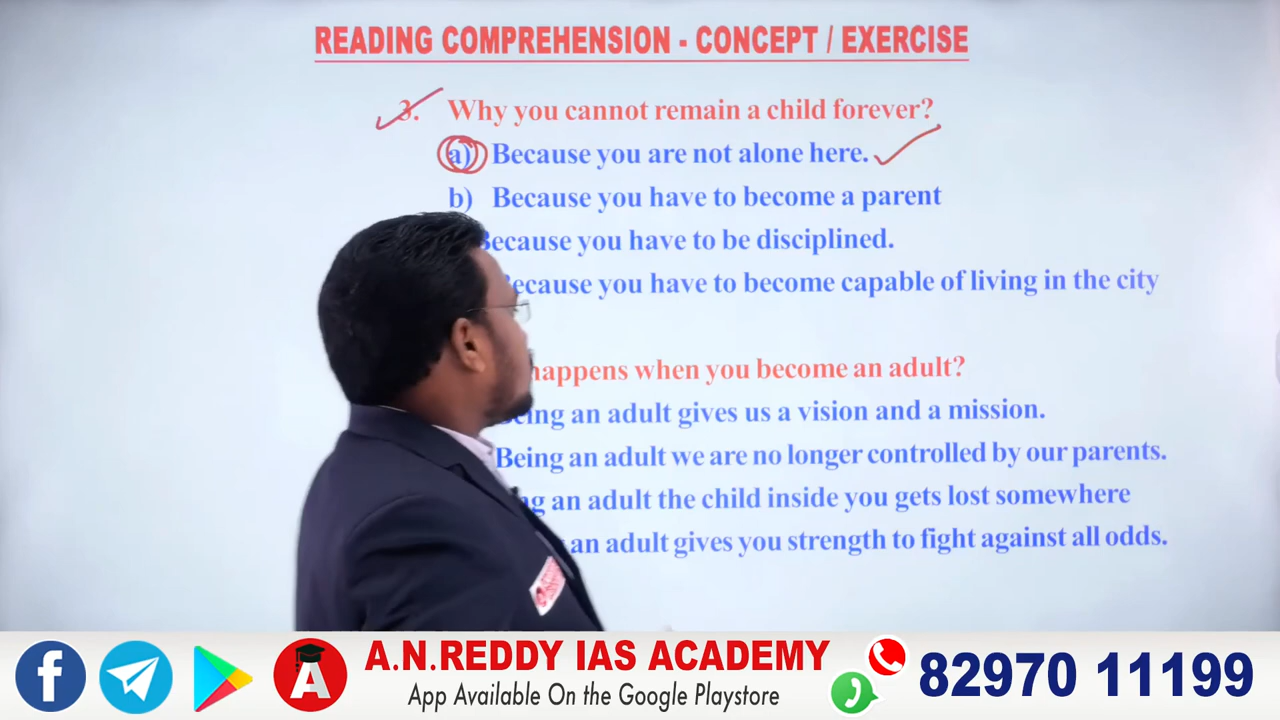 READING COMPREHENSION - CONCEPT / EXERCISE
3. Why you cannot remain a child forever?
a) Because you are not alone here.
b) Because you have to become a parent
Because you have to be disciplined.
ecause you have to become capable of living in the city
happens when you become an adult?
eing an adult gives us a vision and a mission.
Being an adult we are no longer controlled by our parents.
ng an adult the child inside you gets lost somewhere
an adult gives you strength to fight against all odds.
A.N.REDDY IAS ACADEMY
App Available On the Google Playstore
82970 11199